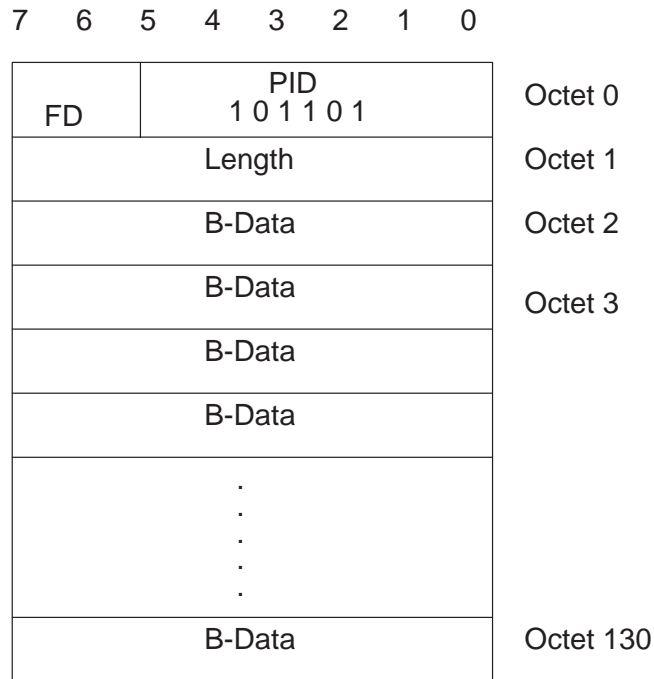 7 6 5 4 3 2 1 0
PID
FD 1 0 1 1 0 1 Octet 0
Length Octet 1
B-Data Octet 2
B-Data Octet 3
B-Data
B-Data
.
.
.
.
.
B-Data Octet 130